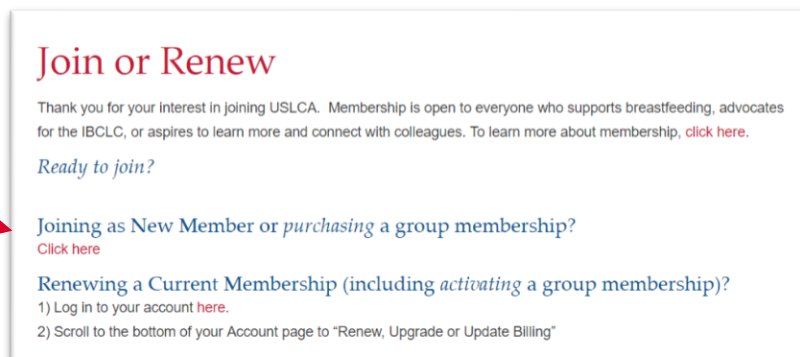 Join or Renew
Thank you for your interest in joining USLCA.  Membership is open to everyone who supports breastfeeding, advocates
for the IBCLC, or aspires to learn more and connect with colleagues. To learn more about membership, click here.
Ready to join?
Joining as New Member or purchasing a group membership?
Click here
Renewing a Current Membership (including activating a group membership)?
1) Log in to your account here.
2) Scroll to the bottom of your Account page to “Renew, Upgrade or Update Billing”